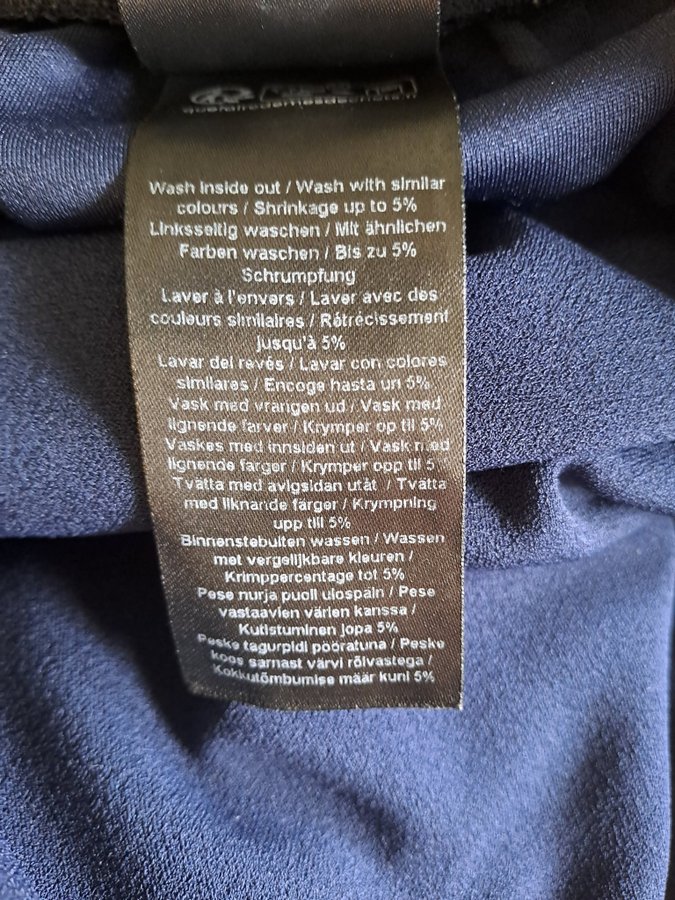 Wash inside out / Wash with similar
colours / Shrinkage up to 5%
Linksseitig waschen / Mit ähnlichen
Farben waschen / Bis zu 5%
Schrumpfung
Laver à l'envers / Laver avec des
couleurs similaires / Rétrécissement
jusqu'à 5%
Lavar del revés / Lavar con colores
similares / Encoge hasta un 5%
Vask med vrangen ud / Vask med
lignende farver / Krymper op til 5%
Vaskes med innsiden ut / Vask med
lignende farger / Krymper opp til 5
Tvätta med avigsidan utåt / Tvätta
med liknande färger / Krympning
upp till 5%
Binnenstebuiten wassen / Wassen
met vergelijkbare kleuren /
Krimppercentage tot 5%
Pese nurja puoli ulospäin / Pese
vastaavien värien kanssa /
Kutistuminen jopa 5%
Peske tagurpidi pööratuna / Peske
koos sarnast värvi rõivastega /
Kokkutõmbumise määr kuni 5%